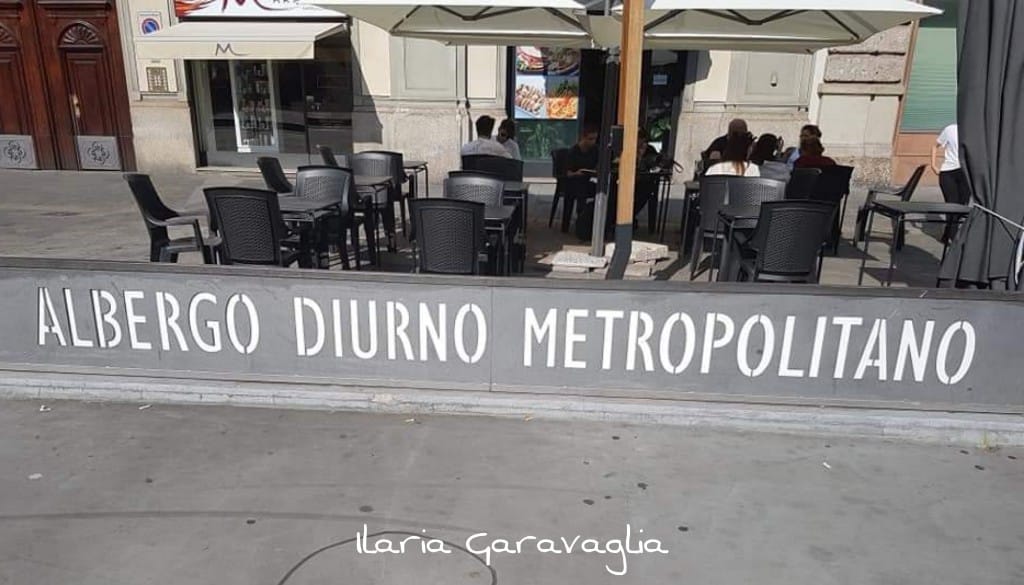 M
ALBERGO DIURNO METROPOLITANO
Ilaria Garavaglia